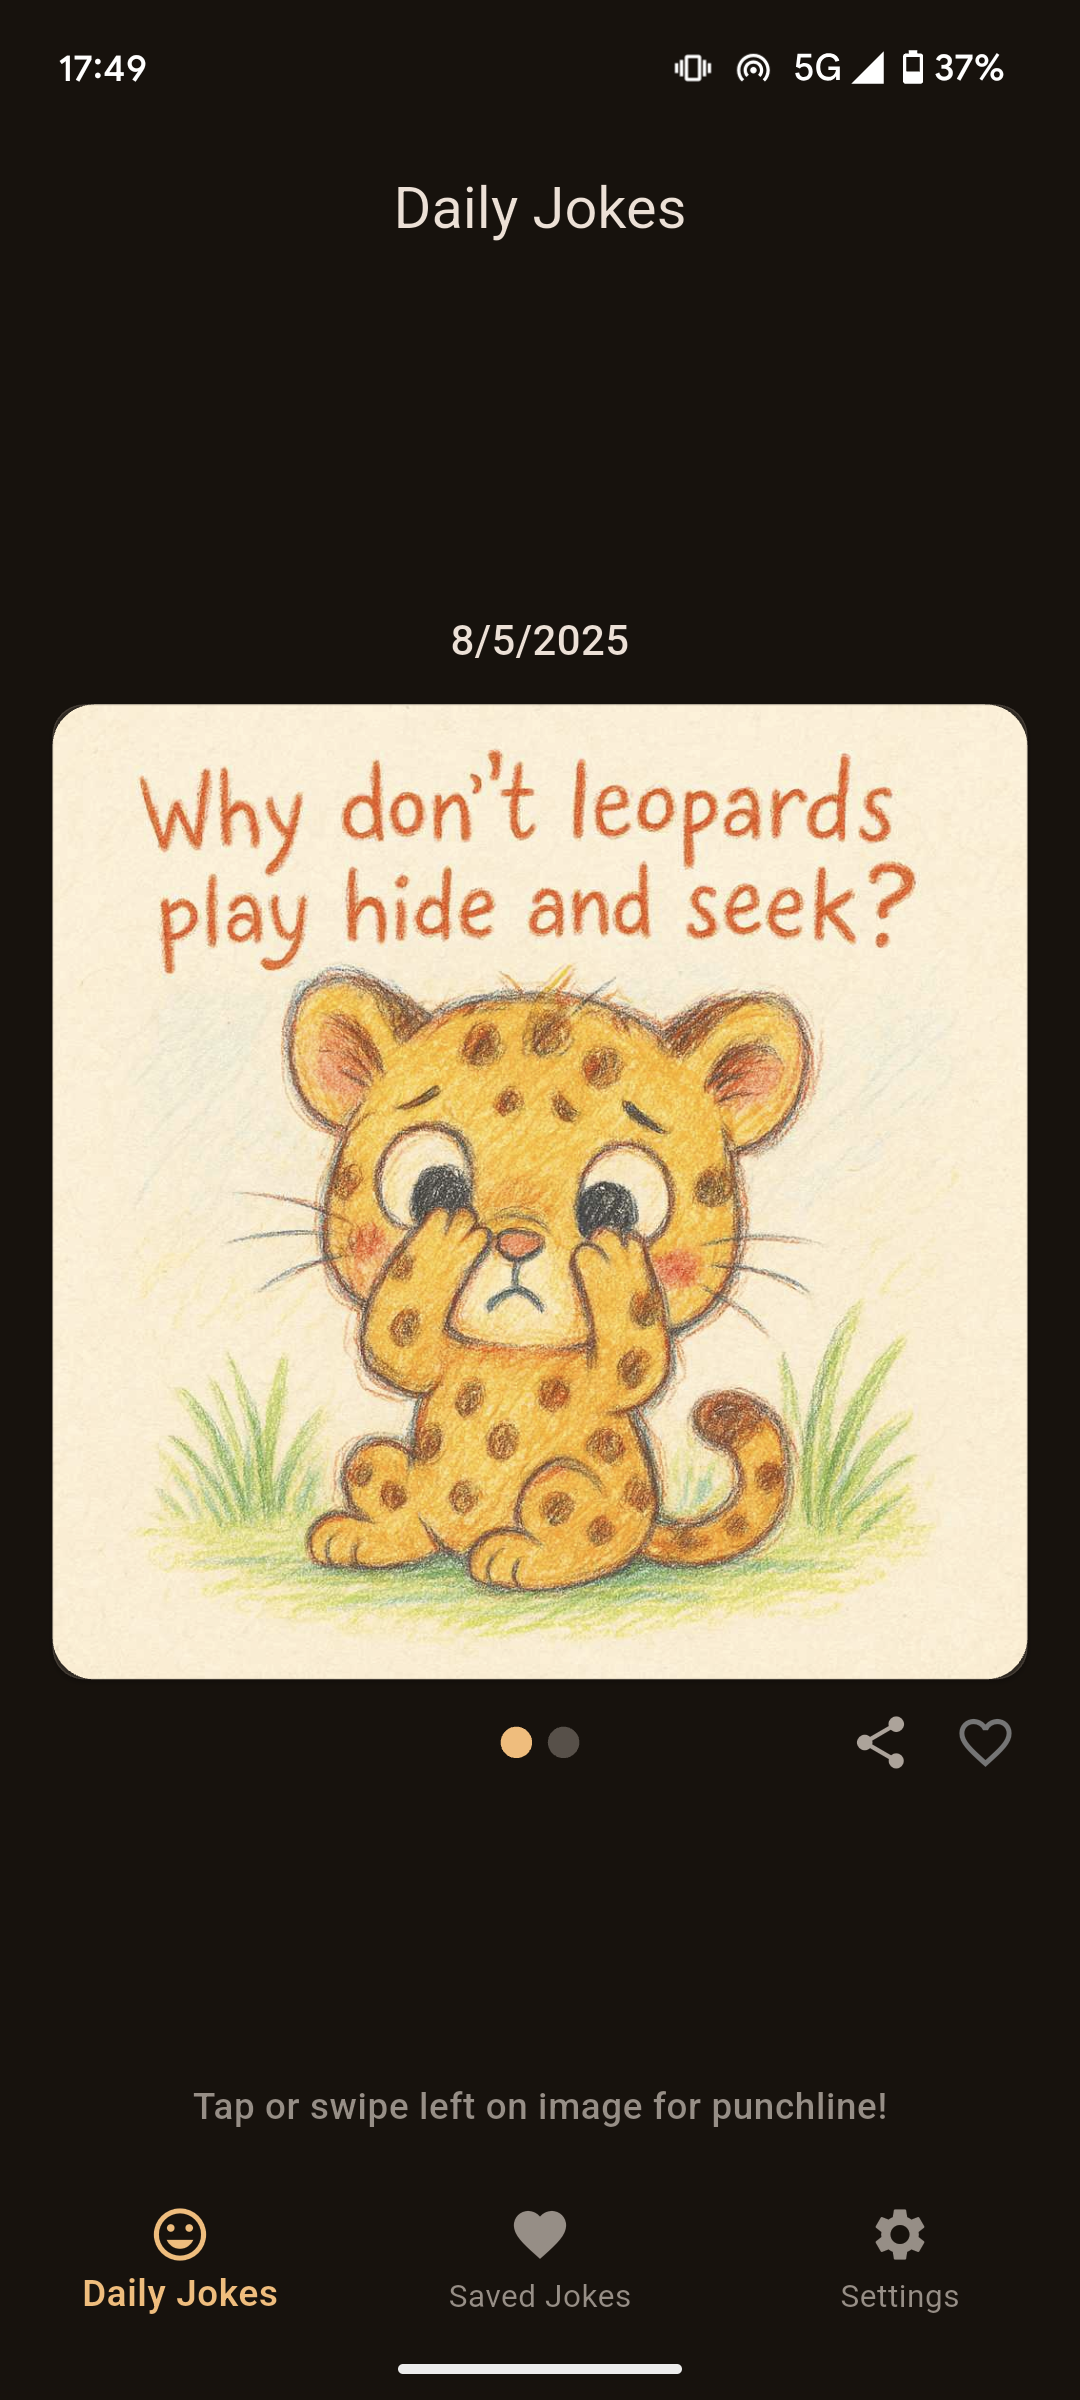 17:49 5G 37%
Daily Jokes
8/5/2025
Why don't leopards
play hide and seek?
Tap or swipe left on image for punchline!
Daily Jokes Saved Jokes Settings